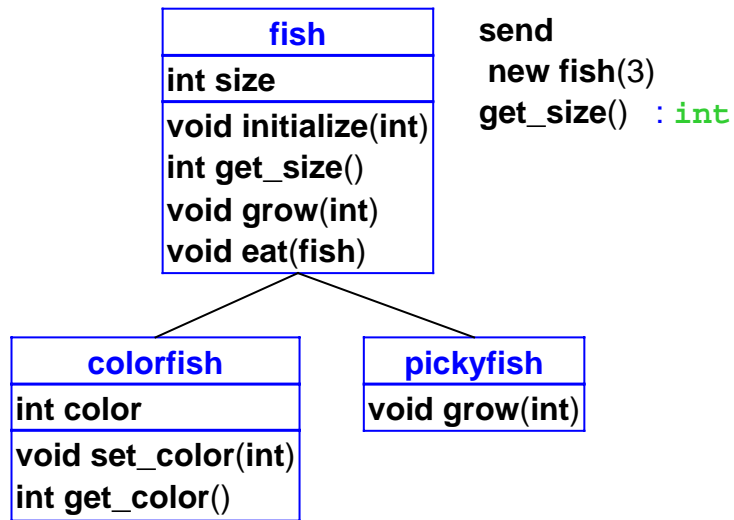 fish
int size
void initialize(int)
int get_size()
void grow(int)
void eat(fish)
send
new fish(3)
get_size() : int
colorfish
int color
void set_color(int)
int get_color()
pickyfish
void grow(int)